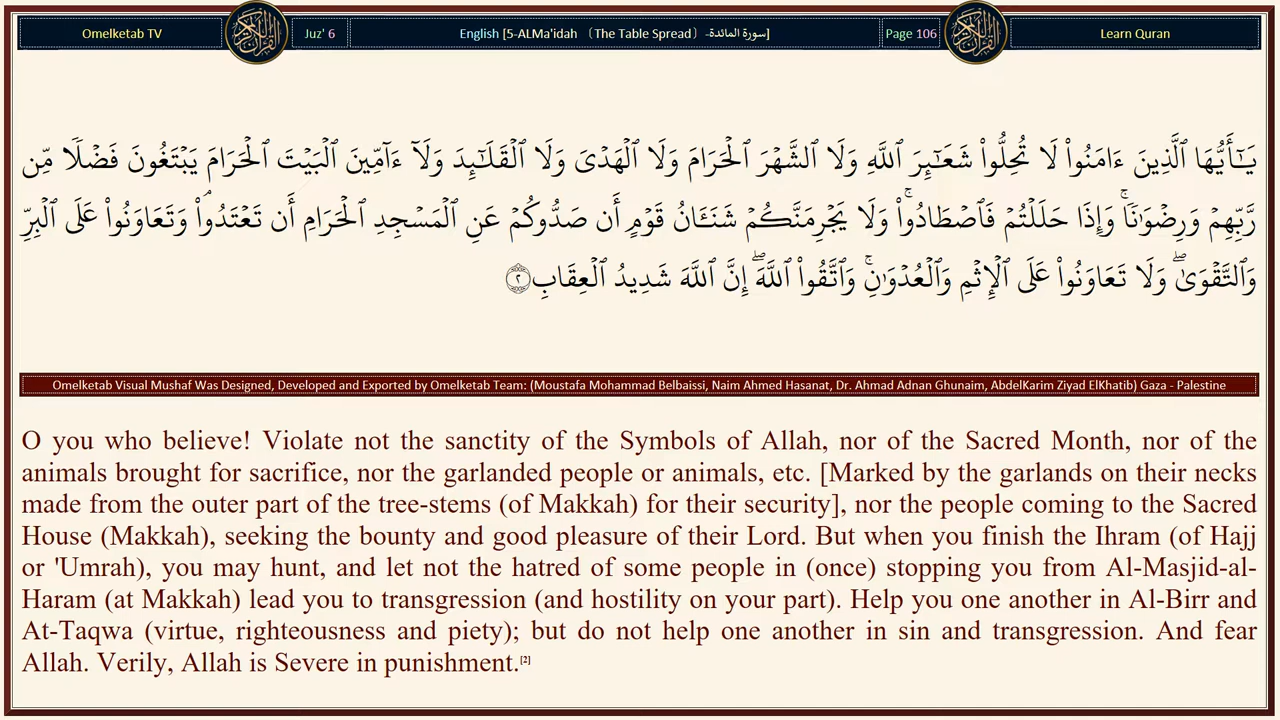 Omelketab TV
Juz' 6
English [5-ALMa'idah (The Table Spread) -سورة المائدة]
Page 106
Learn Quran
يَـٰٓأَيُّهَا ٱلَّذِينَ ءَامَنُوا۟ لَا تُحِلُّوا۟ شَعَـٰٓئِرَ ٱللَّهِ وَلَا ٱلشَّهْرَ ٱلْحَرَامَ وَلَا ٱلْهَدْىَ وَلَا ٱلْقَلَـٰٓئِدَ وَلَآ ءَآمِّينَ ٱلْبَيْتَ ٱلْحَرَامَ يَبْتَغُونَ فَضْلًا مِّن
رَّبِّهِمْ وَرِضْوَٰنًا ۚ وَإِذَا حَلَلْتُمْ فَٱصْطَادُوا۟ ۚ وَلَا يَجْرِمَنَّكُمْ شَنَـَٔانُ قَوْمٍ أَن صَدُّوكُمْ عَنِ ٱلْمَسْجِدِ ٱلْحَرَامِ أَن تَعْتَدُوا۟ ۘ وَتَعَاوَنُوا۟ عَلَى ٱلْبِرِّ
وَٱلتَّقْوَىٰ ۖ وَلَا تَعَاوَنُوا۟ عَلَى ٱلْإِثْمِ وَٱلْعُدْوَٰنِ ۚ وَٱتَّقُوا۟ ٱللَّهَ ۖ إِنَّ ٱللَّهَ شَدِيدُ ٱلْعِقَابِ ٢
Omelketab Visual Mushaf Was Designed, Developed and Exported by Omelketab Team: (Moustafa Mohammad Belbaissi, Naim Ahmed Hasanat, Dr. Ahmad Adnan Ghunaim, AbdelKarim Ziyad ElKhatib) Gaza - Palestine
O you who believe! Violate not the sanctity of the Symbols of Allah, nor of the Sacred Month, nor of the
animals brought for sacrifice, nor the garlanded people or animals, etc. [Marked by the garlands on their necks
made from the outer part of the tree-stems (of Makkah) for their security], nor the people coming to the Sacred
House (Makkah), seeking the bounty and good pleasure of their Lord. But when you finish the Ihram (of Hajj
or 'Umrah), you may hunt, and let not the hatred of some people in (once) stopping you from Al-Masjid-al-
Haram (at Makkah) lead you to transgression (and hostility on your part). Help you one another in Al-Birr and
At-Taqwa (virtue, righteousness and piety); but do not help one another in sin and transgression. And fear
Allah. Verily, Allah is Severe in punishment.[2]